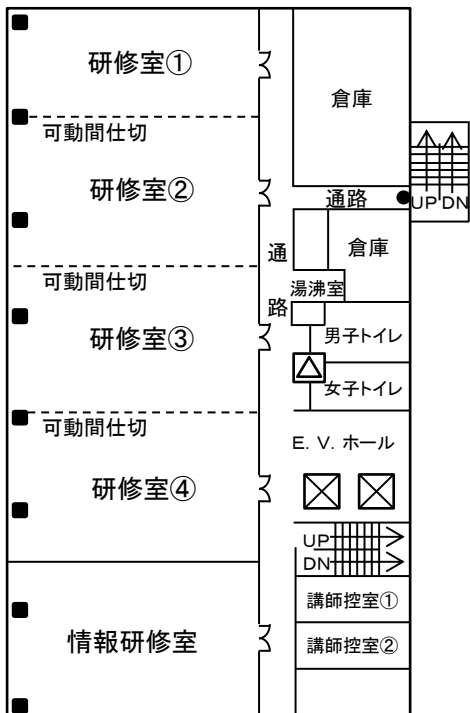 研修室①
倉庫
可動間仕切
研修室②
通路
UP DN
通路
倉庫
可動間仕切
湯沸室
研修室③
男子トイレ
女子トイレ
可動間仕切
E. V. ホール
研修室④
UP
DN
講師控室①
情報研修室
講師控室②